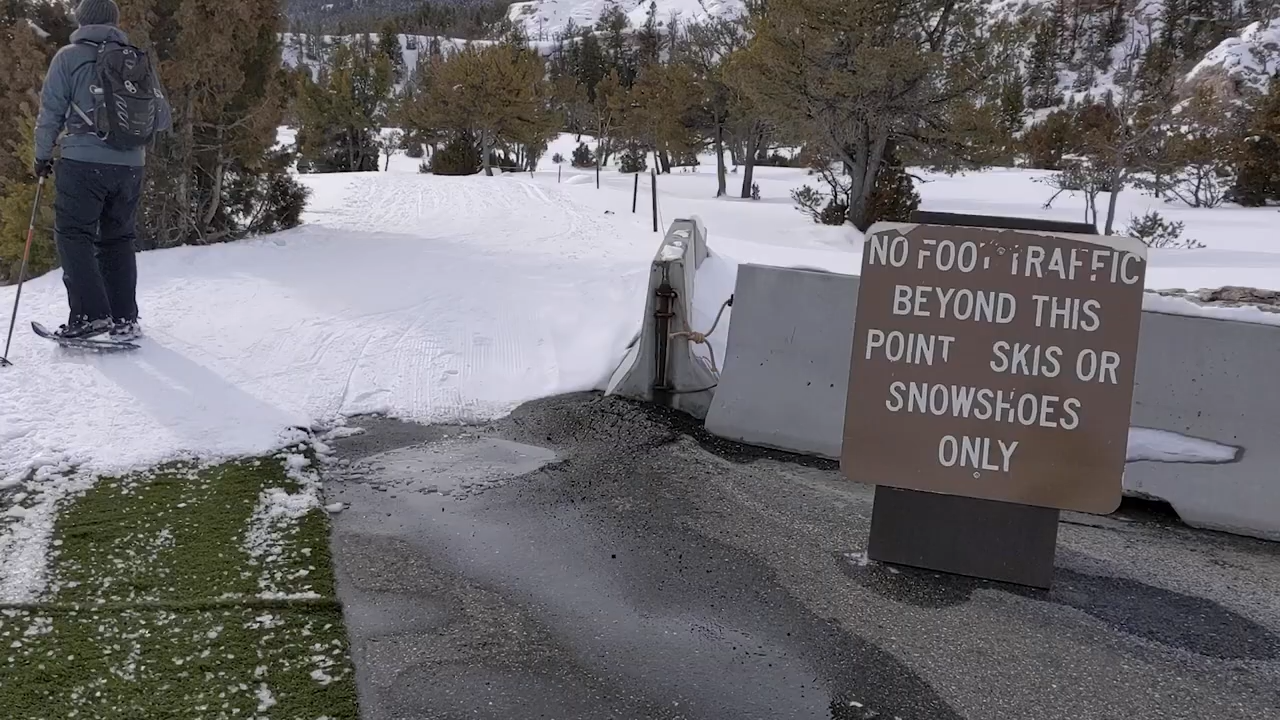 NO FOOT TRAFFIC
BEYOND THIS
POINT SKIS OR
SNOWSHOES
ONLY